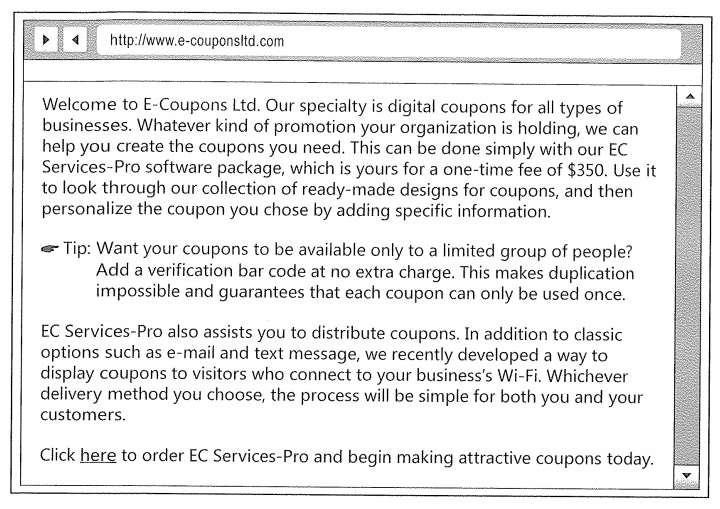 http://www.e-couponsltd.com
Welcome to E-Coupons Ltd. Our specialty is digital coupons for all types of
businesses. Whatever kind of promotion your organization is holding, we can
help you create the coupons you need. This can be done simply with our EC
Services-Pro software package, which is yours for a one-time fee of $350. Use it
to look through our collection of ready-made designs for coupons, and then
personalize the coupon you chose by adding specific information.
Tip: Want your coupons to be available only to a limited group of people?
Add a verification bar code at no extra charge. This makes duplication
impossible and guarantees that each coupon can only be used once.
EC Services-Pro also assists you to distribute coupons. In addition to classic
options such as e-mail and text message, we recently developed a way to
display coupons to visitors who connect to your business's Wi-Fi. Whichever
delivery method you choose, the process will be simple for both you and your
customers.
Click here to order EC Services-Pro and begin making attractive coupons today.